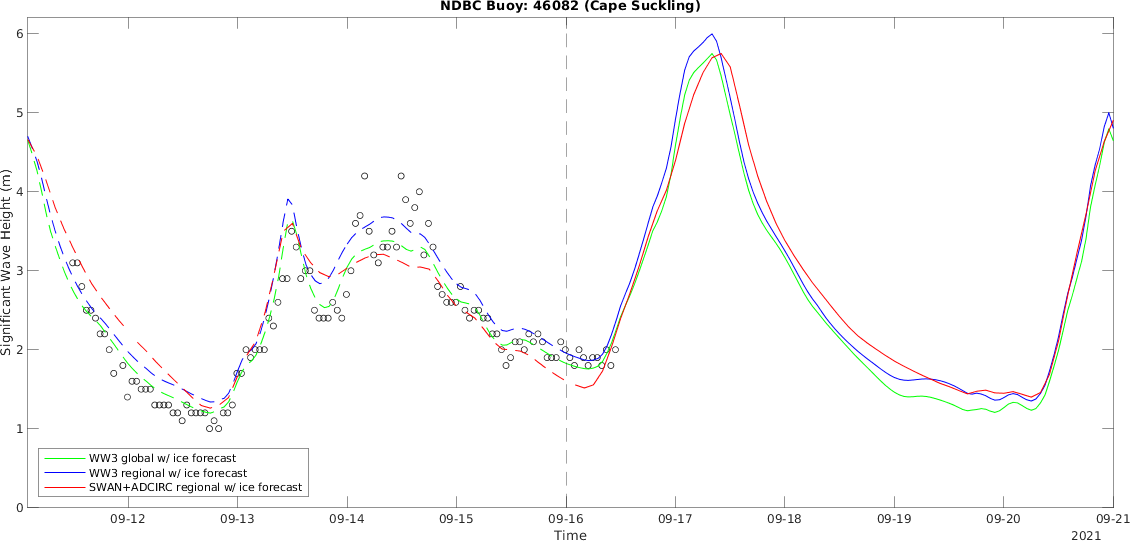 NDBC Buoy: 46082 (Cape Suckling)
6
5
4
3
2
1
0
Significant Wave Height (m)
WW3 global w/ ice forecast
WW3 regional w/ ice forecast
SWAN+ADCIRC regional w/ ice forecast
09-12 09-13 09-14 09-15 09-16 09-17 09-18 09-19 09-20 09-21
Time 2021